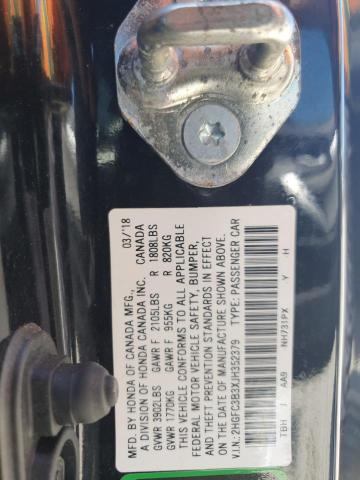 MFD. BY HONDA OF CANADA MFG., 03/'18
A DIVISION OF HONDA CANADA INC. CANADA
GVWR 3902LBS GAWR F 2105LBS R 1808LBS
GVWR 1770KG GAWR F 955KG R 820KG
THIS VEHICLE CONFORMS TO ALL APPLICABLE
FEDERAL MOTOR VEHICLE SAFETY, BUMPER,
AND THEFT PREVENTION STANDARDS IN EFFECT
ON THE DATE OF MANUFACTURE SHOWN ABOVE.
V.I.N.: 2HGFC3B3XJH352379 TYPE: PASSENGER CAR
TBH J AA9 NH731PX Y H